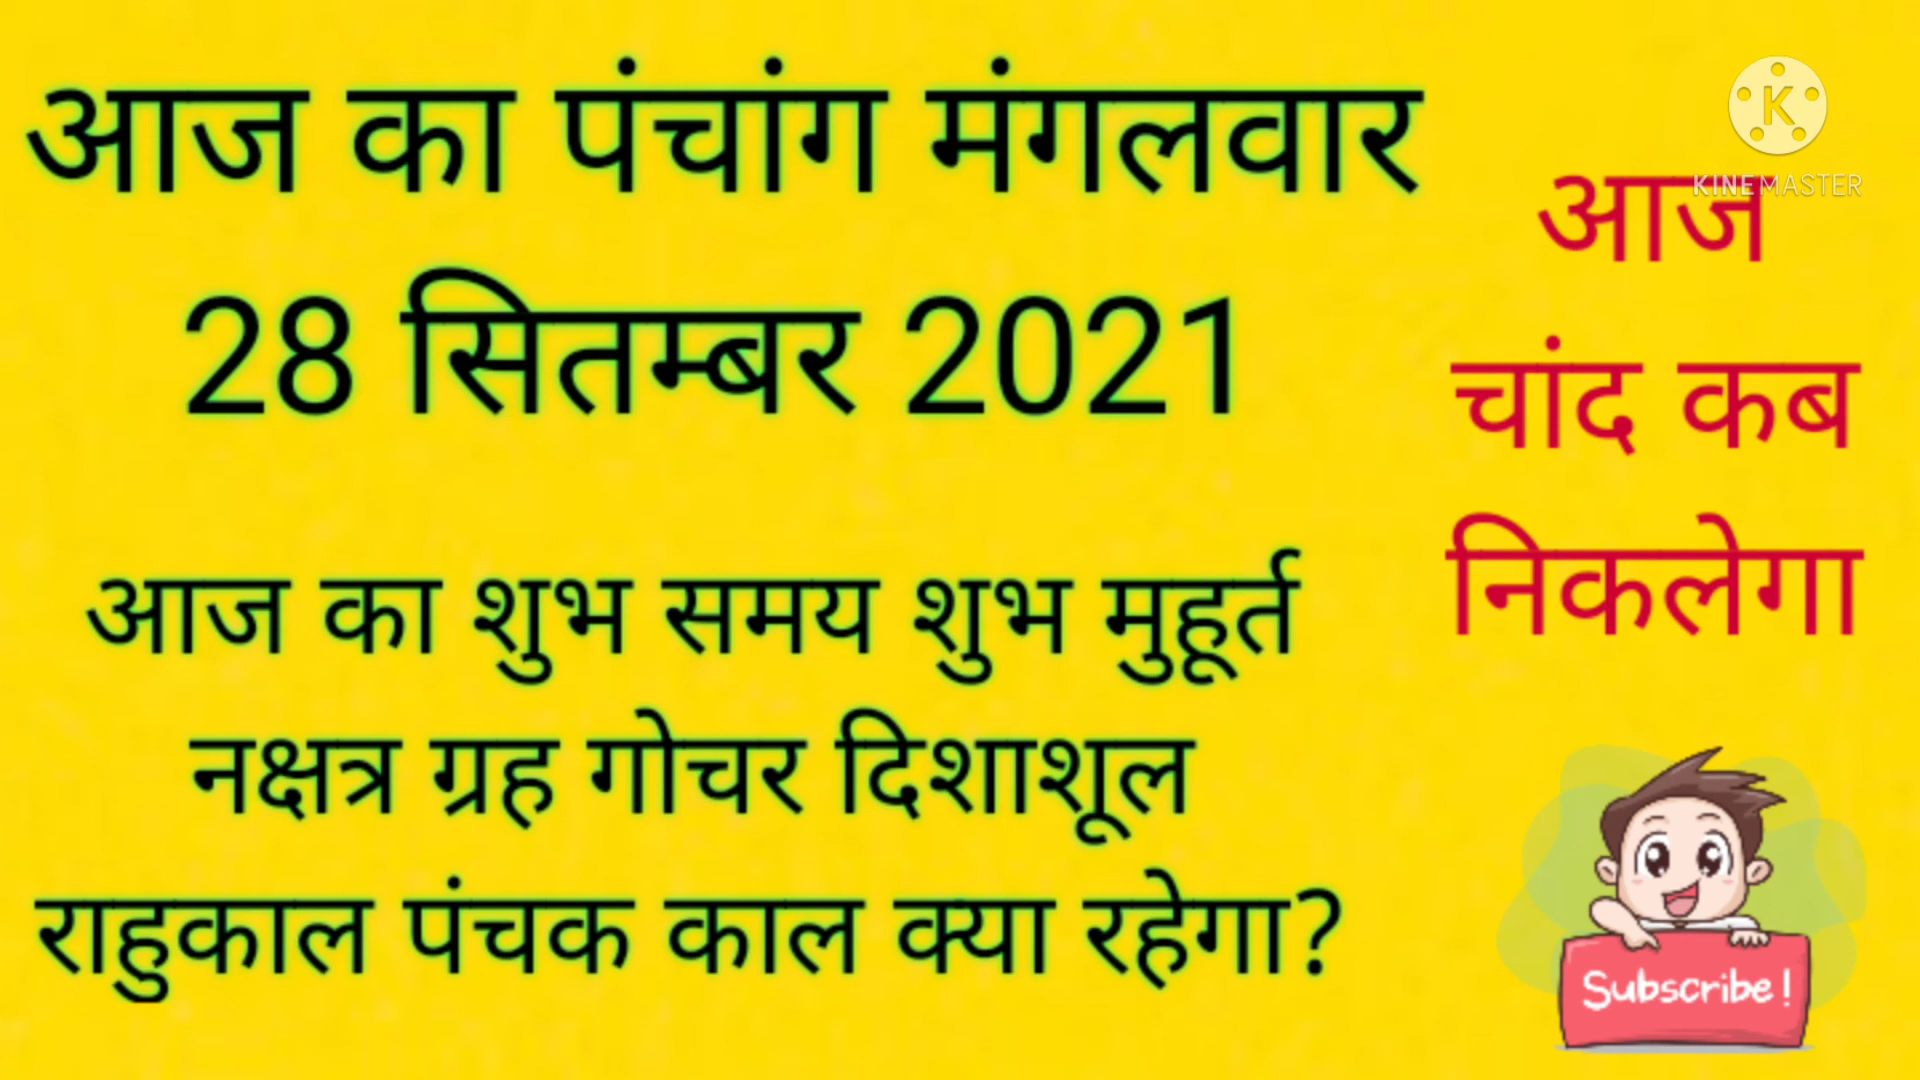 आज का पंचांग मंगलवार
28 सितम्बर 2021
आज का शुभ समय शुभ मुहूर्त
नक्षत्र ग्रह गोचर दिशाशूल
राहुकाल पंचक काल क्या रहेगा?
K
KINEMASTER
आज
चांद कब
निकलेगा
Subscribe!